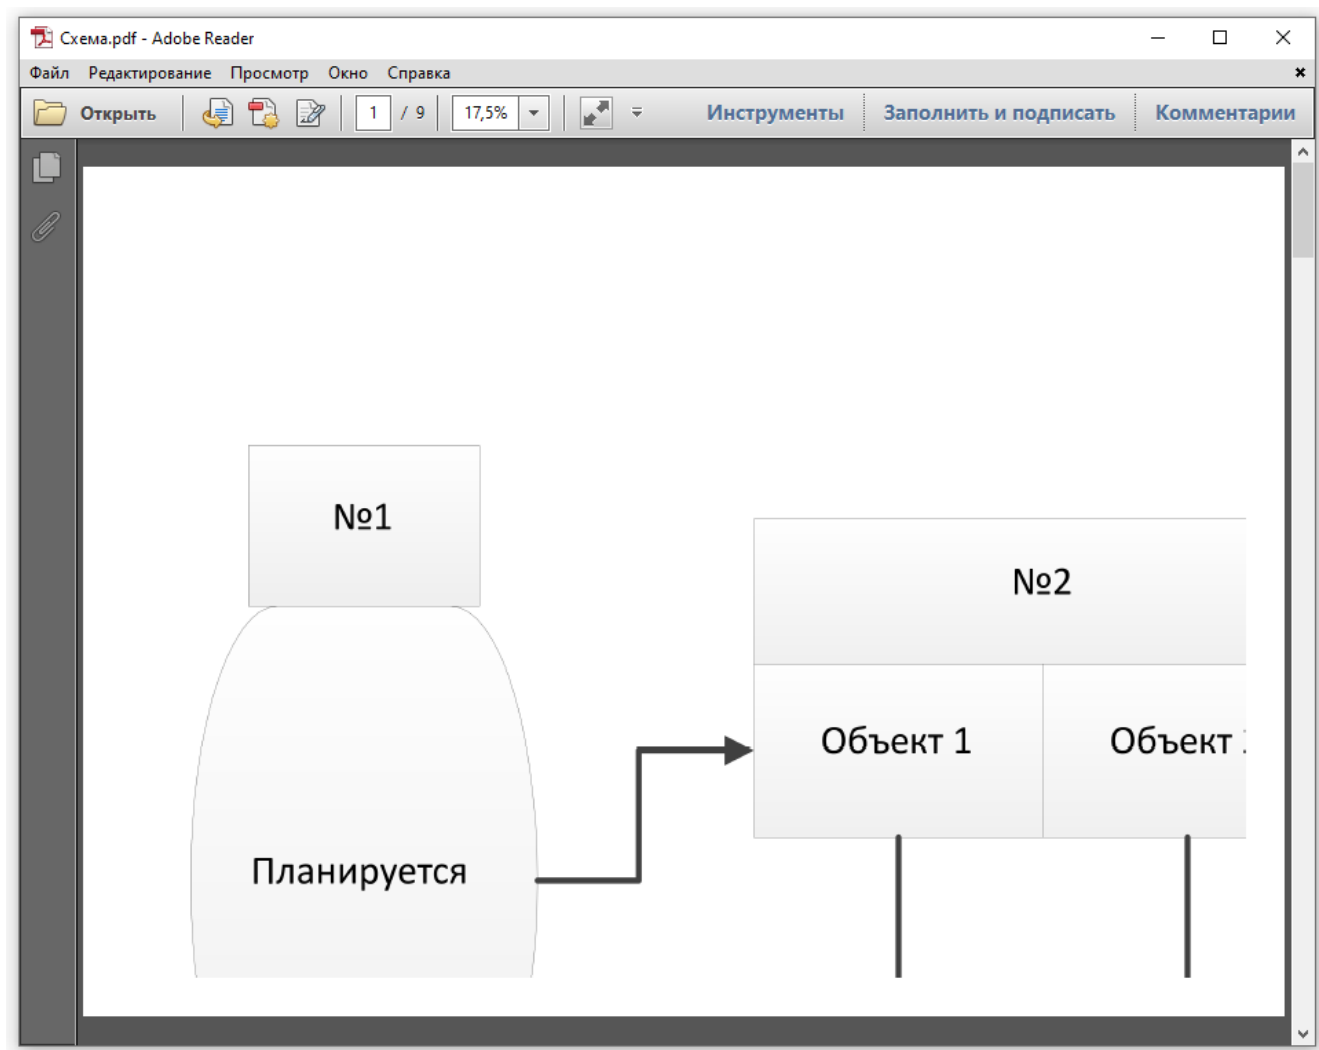 Схема.pdf - Adobe Reader
Файл Редактирование Просмотр Окно Справка
Открыть 1 / 9 17,5% Инструменты Заполнить и подписать Комментарии
№1
№2
Объект 1 Объект
Планируется